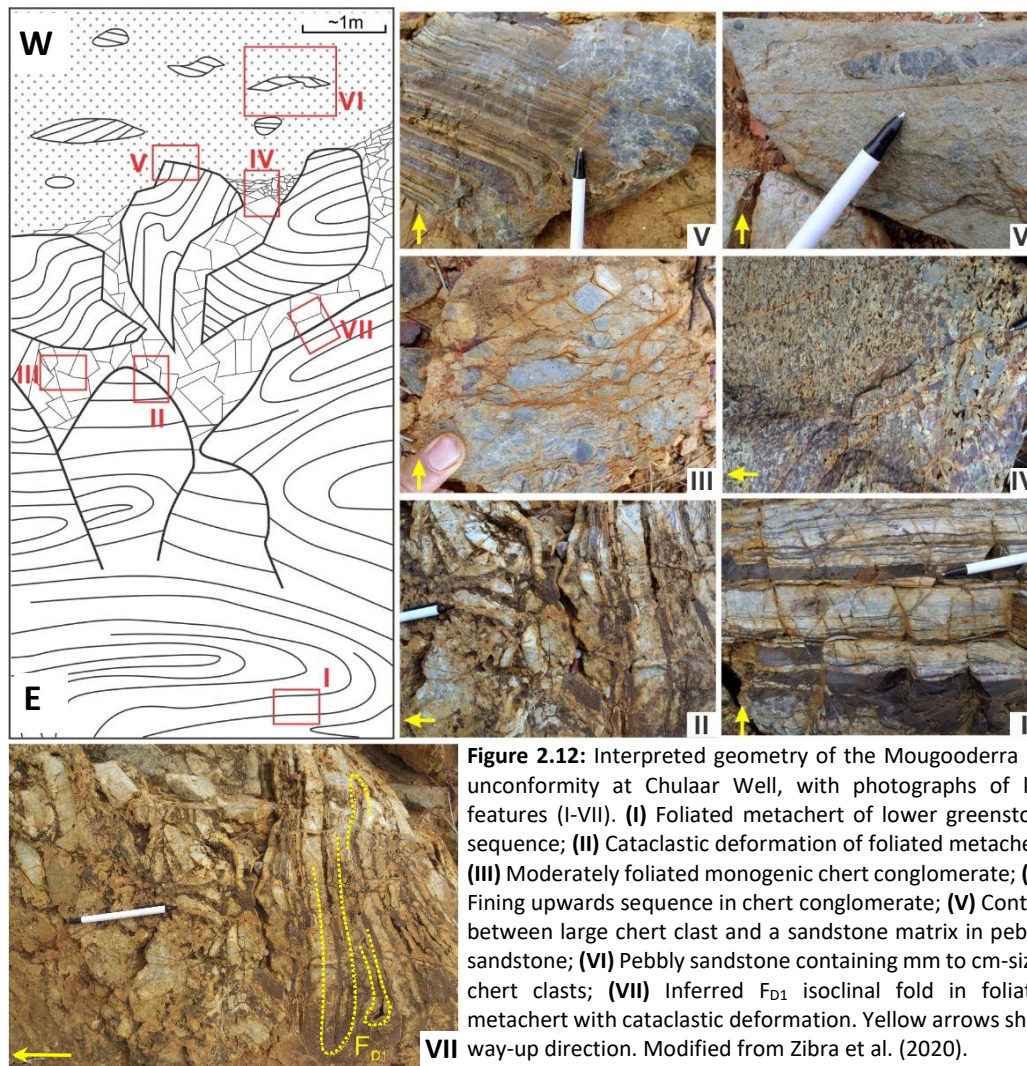 W
~1m
VI
V
IV
VII
III
II
I
E
V
V
III
IV
II
I
F_D1
VII
Figure 2.12: Interpreted geometry of the Mougooderra
unconformity at Chulaar Well, with photographs of
features (I-VII). (I) Foliated metachert of lower greensto
sequence; (II) Cataclastic deformation of foliated metache
(III) Moderately foliated monogenic chert conglomerate; (
Fining upwards sequence in chert conglomerate; (V) Cont
between large chert clast and a sandstone matrix in pebb
sandstone; (VI) Pebbly sandstone containing mm to cm-siz
chert clasts; (VII) Inferred F_D1 isoclinal fold in foliat
metachert with cataclastic deformation. Yellow arrows sh
way-up direction. Modified from Zibra et al. (2020).